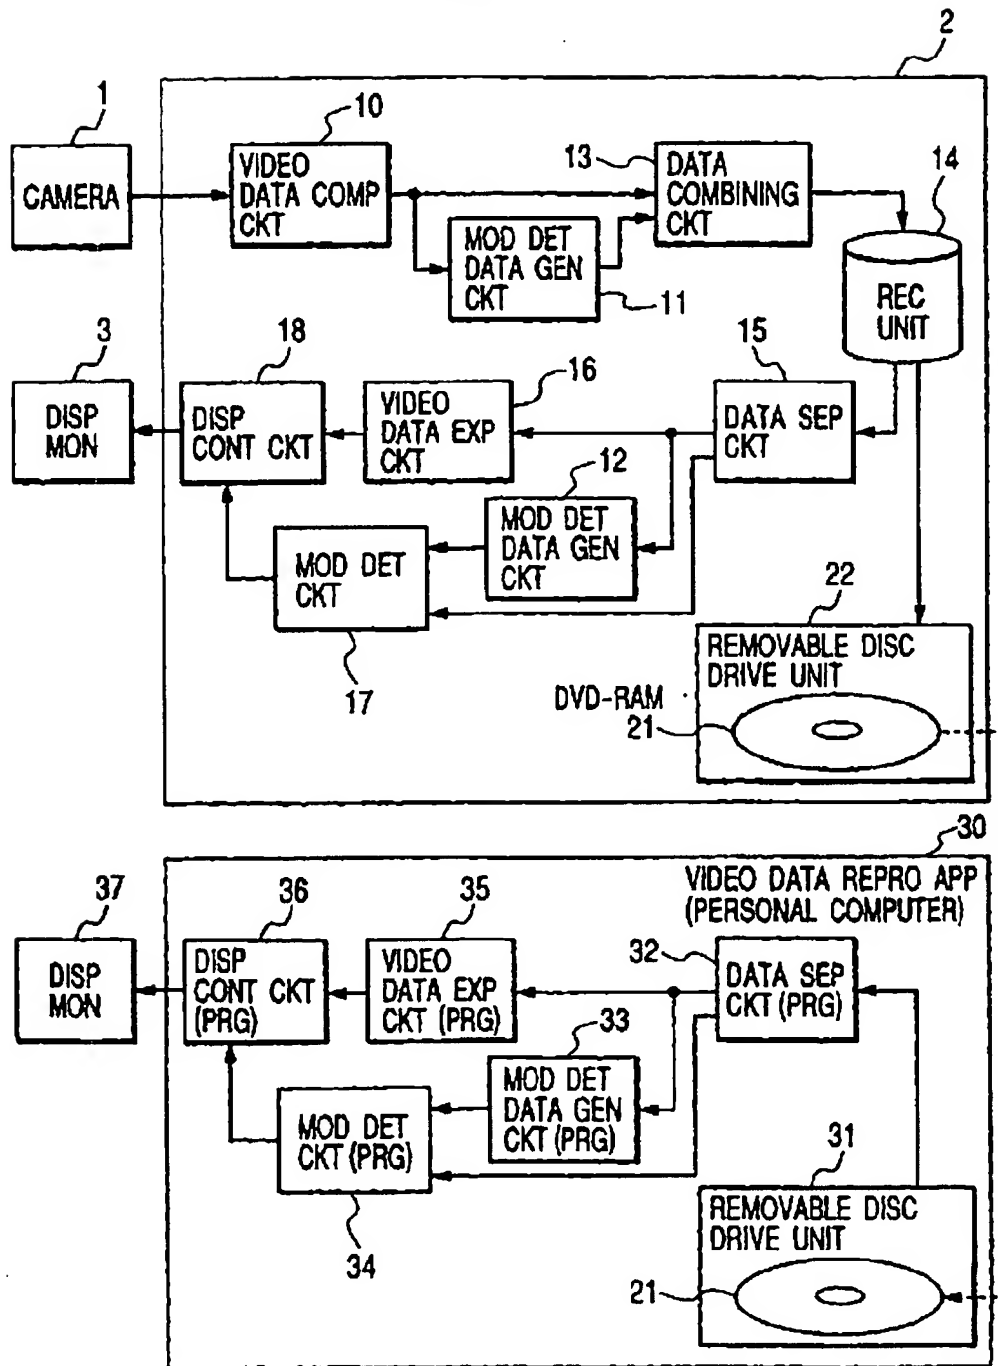 2
1
10
13
14
CAMERA
VIDEO
DATA COMP
CKT
DATA
COMBINING
CKT
MOD DET
DATA GEN
CKT
11
REC
UNIT
3
18
16
15
DISP
MON
DISP
CONT CKT
VIDEO
DATA EXP
CKT
DATA SEP
CKT
12
MOD DET
DATA GEN
CKT
MOD DET
CKT
17
22
REMOVABLE DISC
DRIVE UNIT
DVD-RAM
21
30
VIDEO DATA REPRO APP
(PERSONAL COMPUTER)
37
36
35
32
DISP
MON
DISP
CONT CKT
(PRG)
VIDEO
DATA EXP
CKT (PRG)
DATA SEP
CKT (PRG)
33
MOD DET
DATA GEN
CKT (PRG)
MOD DET
CKT (PRG)
34
31
REMOVABLE DISC
DRIVE UNIT
21